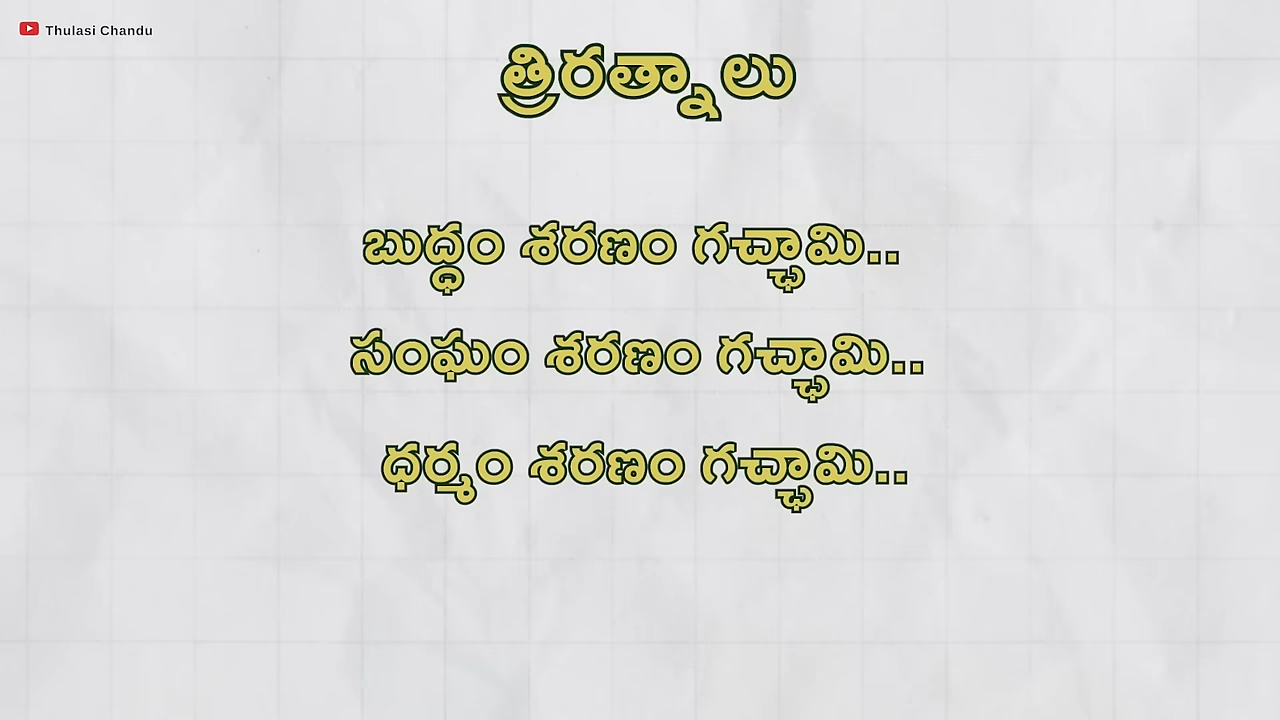 Thulasi Chandu
త్రిరత్నాలు
బుద్ధం శరణం గచ్ఛామి..
సంఘం శరణం గచ్ఛామి..
ధర్మం శరణం గచ్ఛామి..